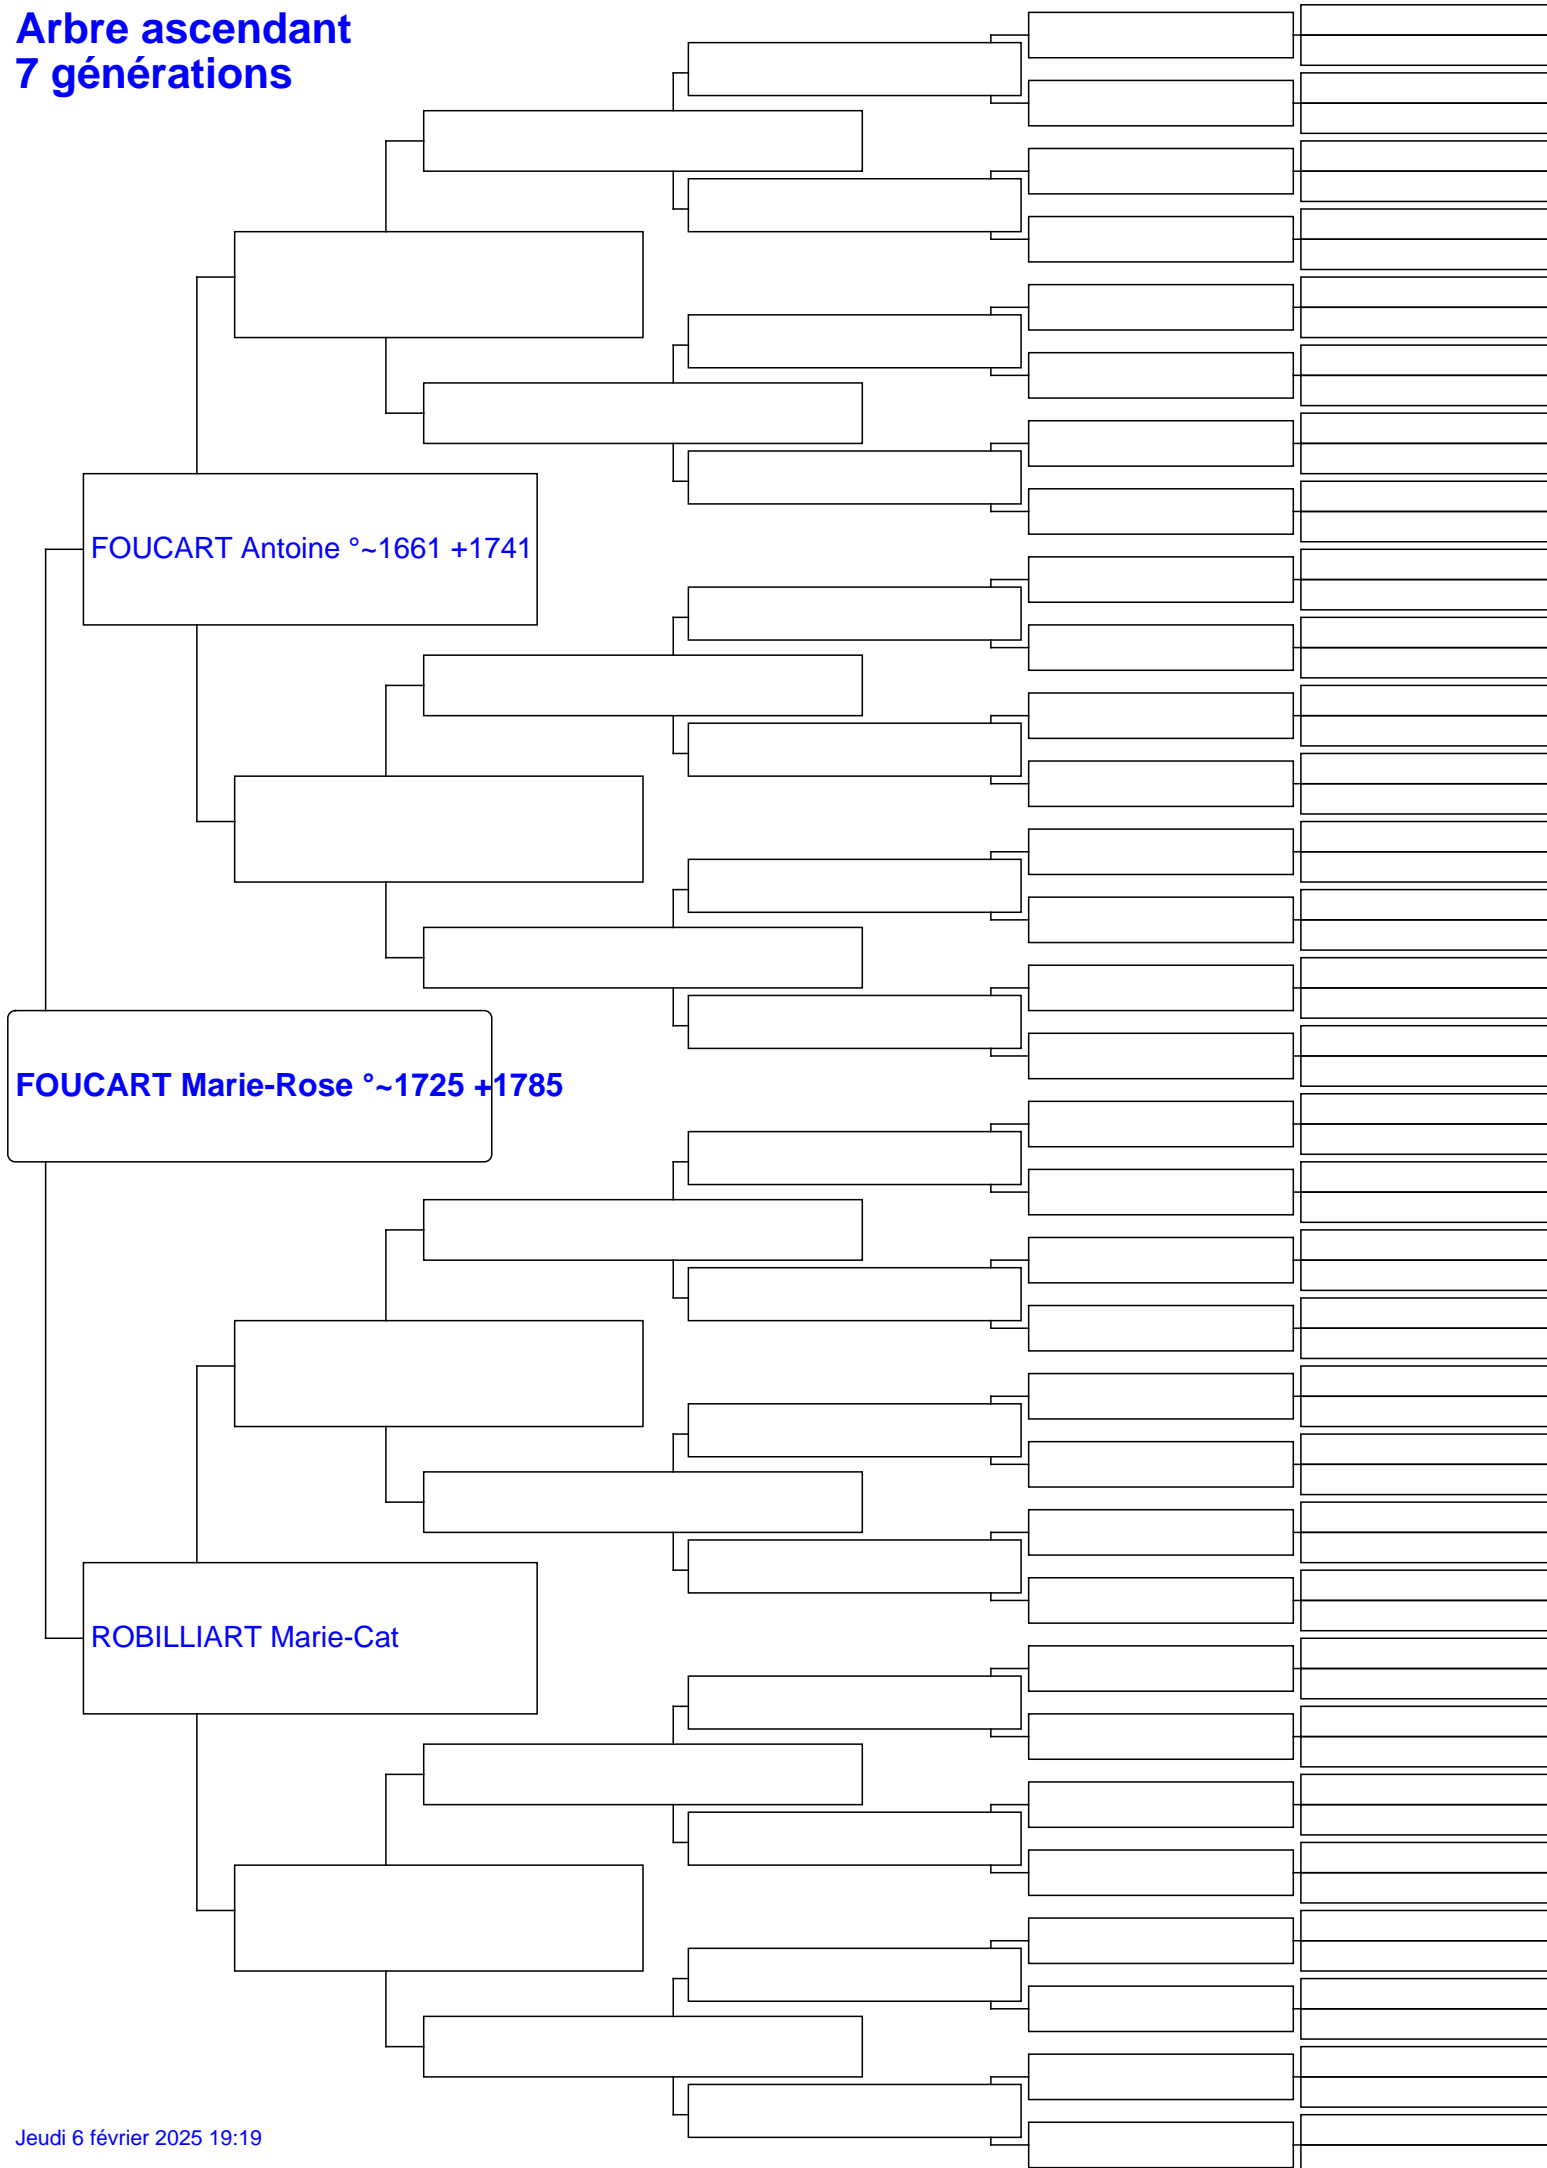 Arbre ascendant
7 générations
FOUCART Antoine °~1661 +1741
FOUCART Marie-Rose °~1725 +1785
ROBILLIART Marie-Cat
Jeudi 6 février 2025 19:19